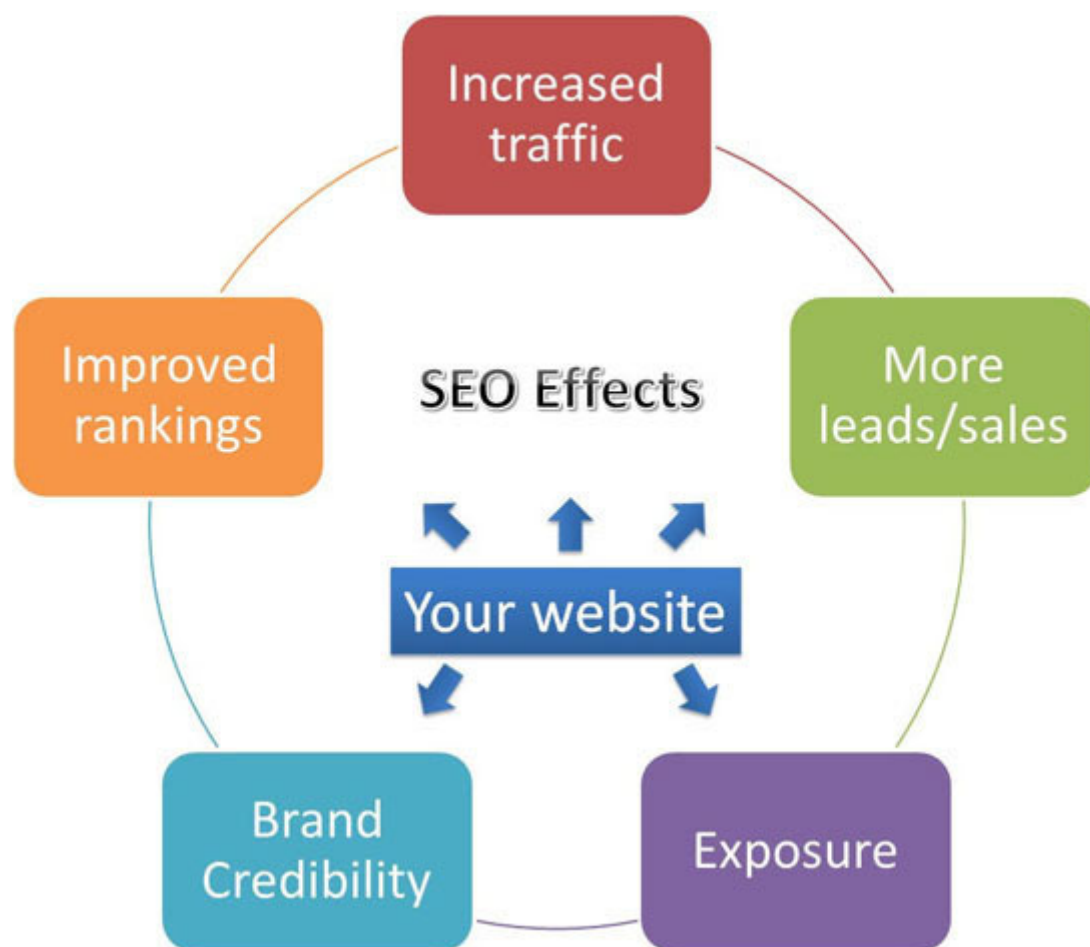 Increased
traffic
Improved
rankings
SEO Effects
More
leads/sales
Your website
Brand
Credibility
Exposure